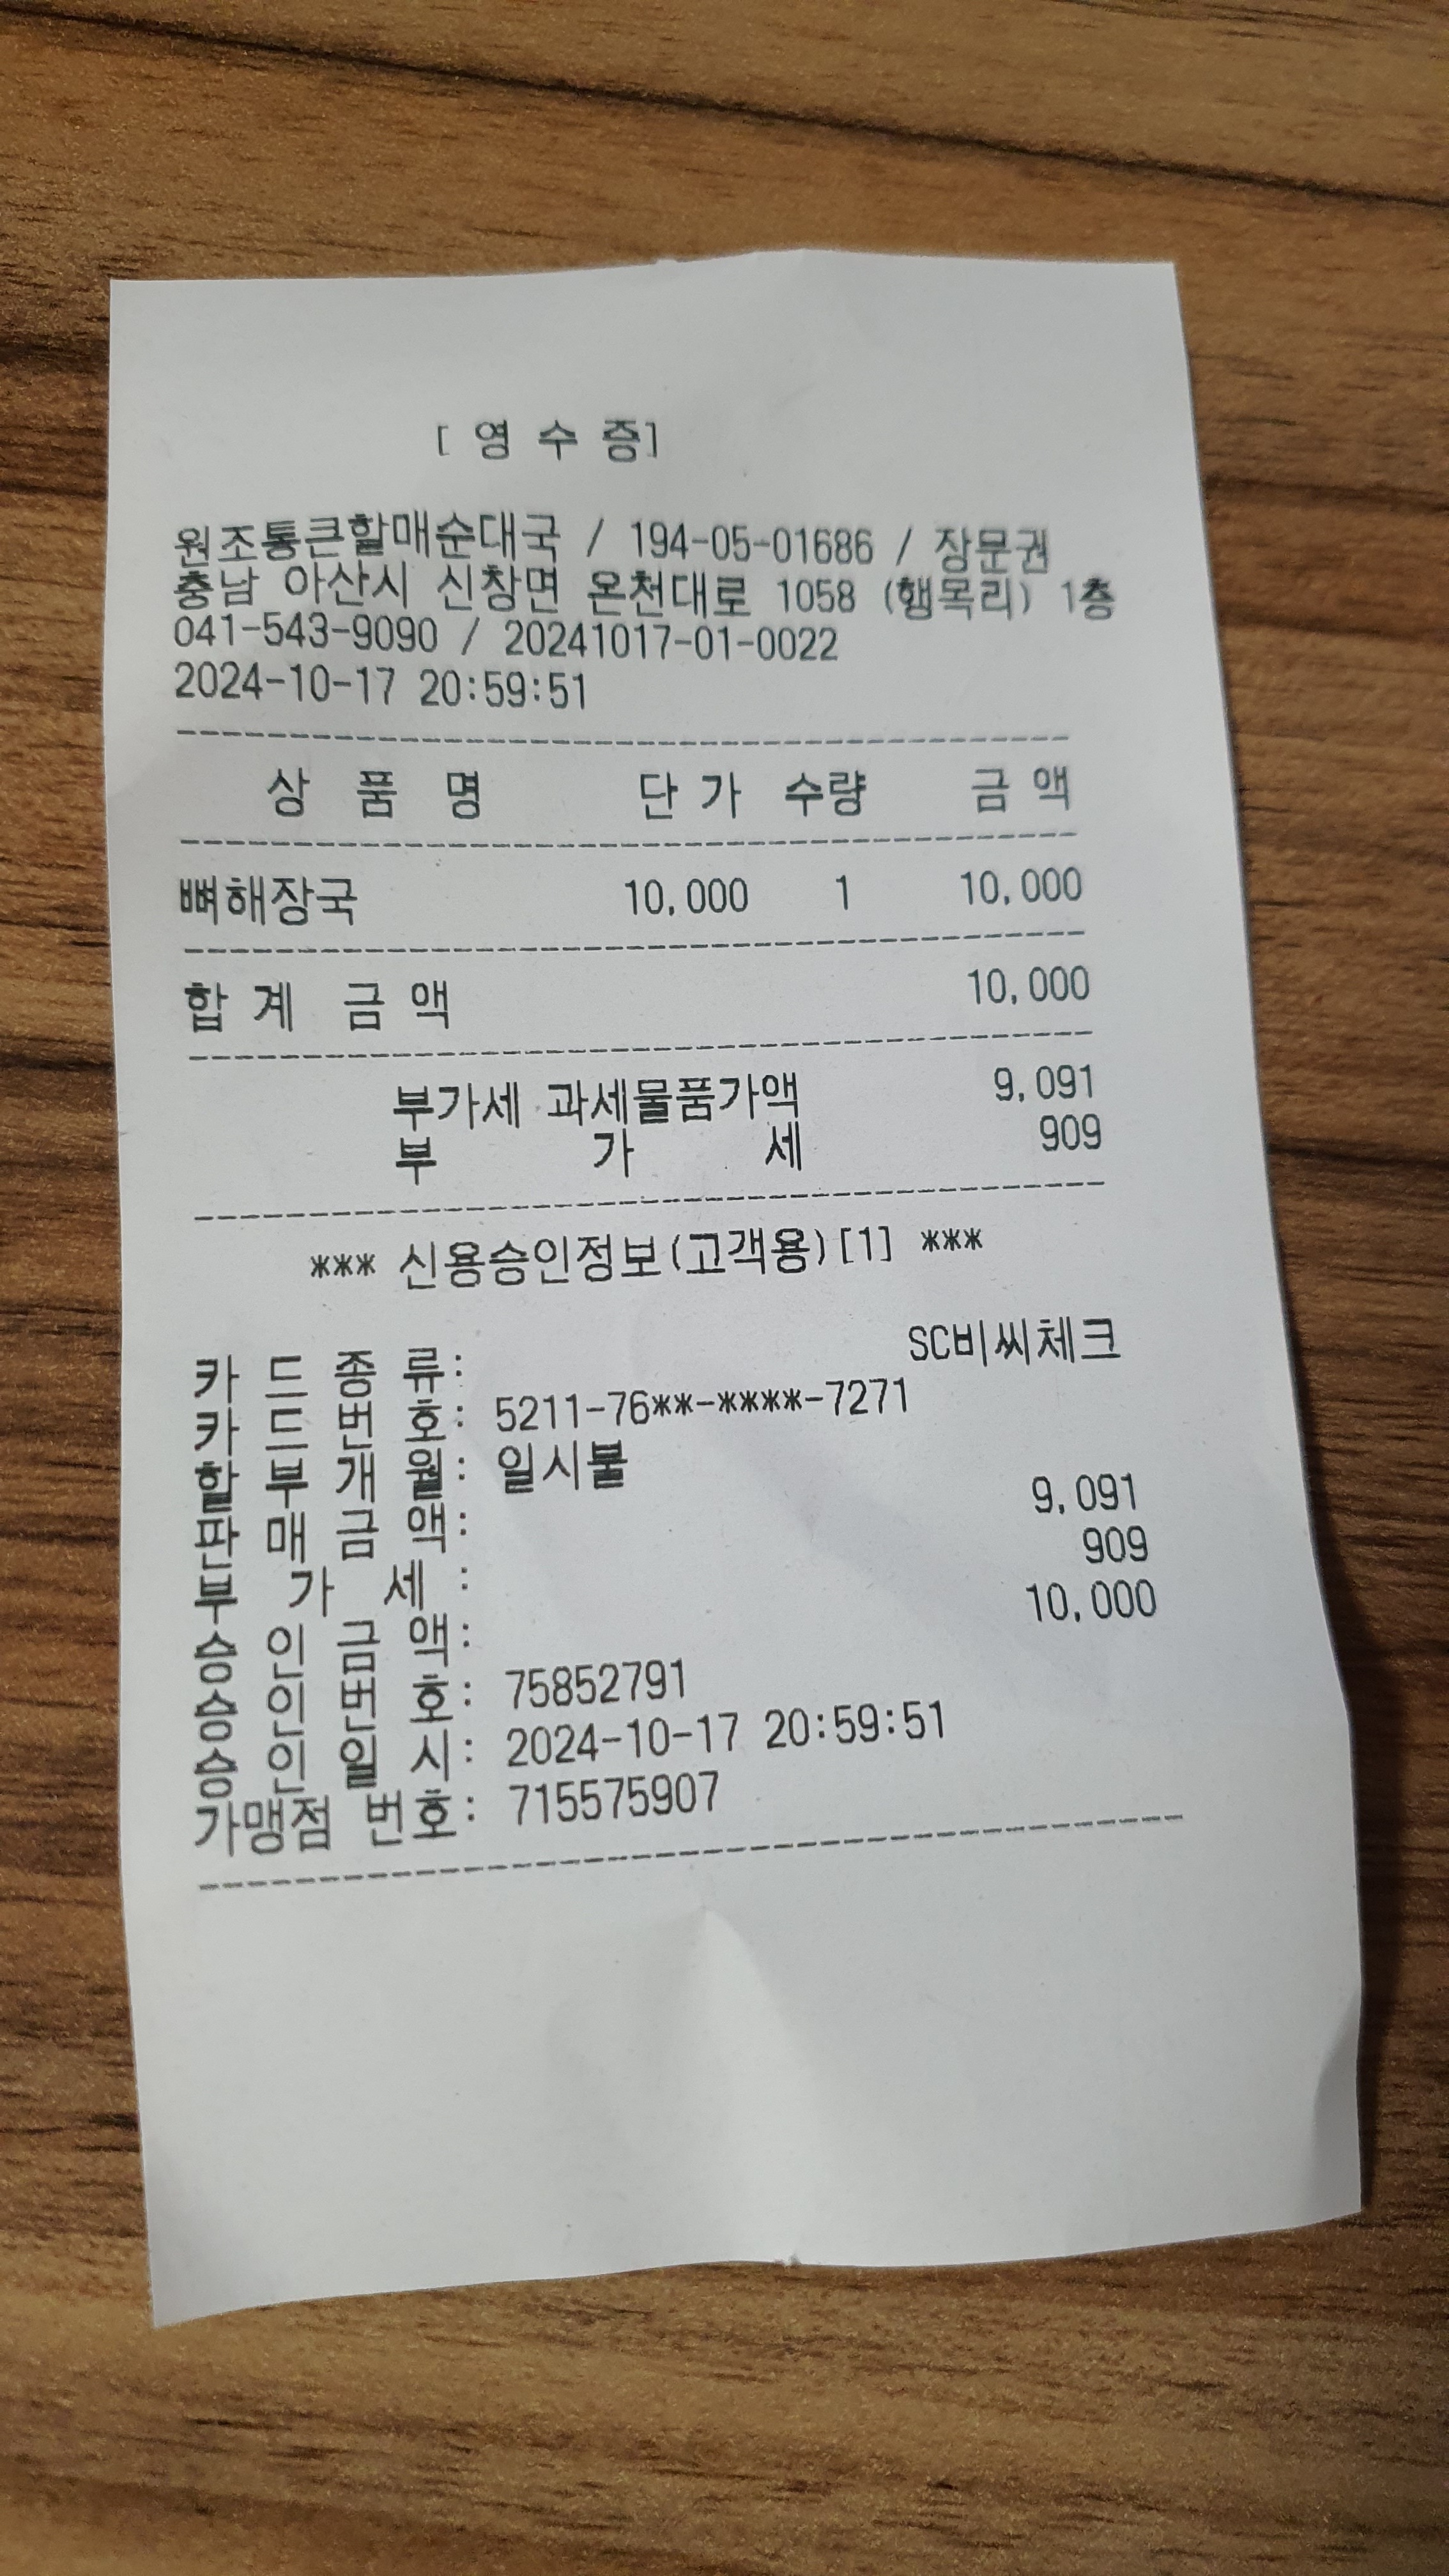 [ 영 수 증]
원조통큰할매순대국 / 194-05-01686 / 장문권
충남 아산시 신창면 온천대로 1058 (행목리) 1층
041-543-9090 / 20241017-01-0022
2024-10-17 20:59:51
상 품 명 단 가 수량 금 액
뼈해장국 10,000 1 10,000
합 계 금 액 10,000
부가세 과세물품가액 9,091
부 가 세 909
*** 신용승인정보(고객용)[1] ***
카 드 종 류: SC비씨체크
카 드 번 호: 5211-76**-****-7271
할 부 개 월: 일시불
판 매 금 액: 9,091
부 가 세 : 909
승 인 금 액: 10,000
승 인 번 호: 75852791
승 인 일 시: 2024-10-17 20:59:51
가맹점 번호: 715575907